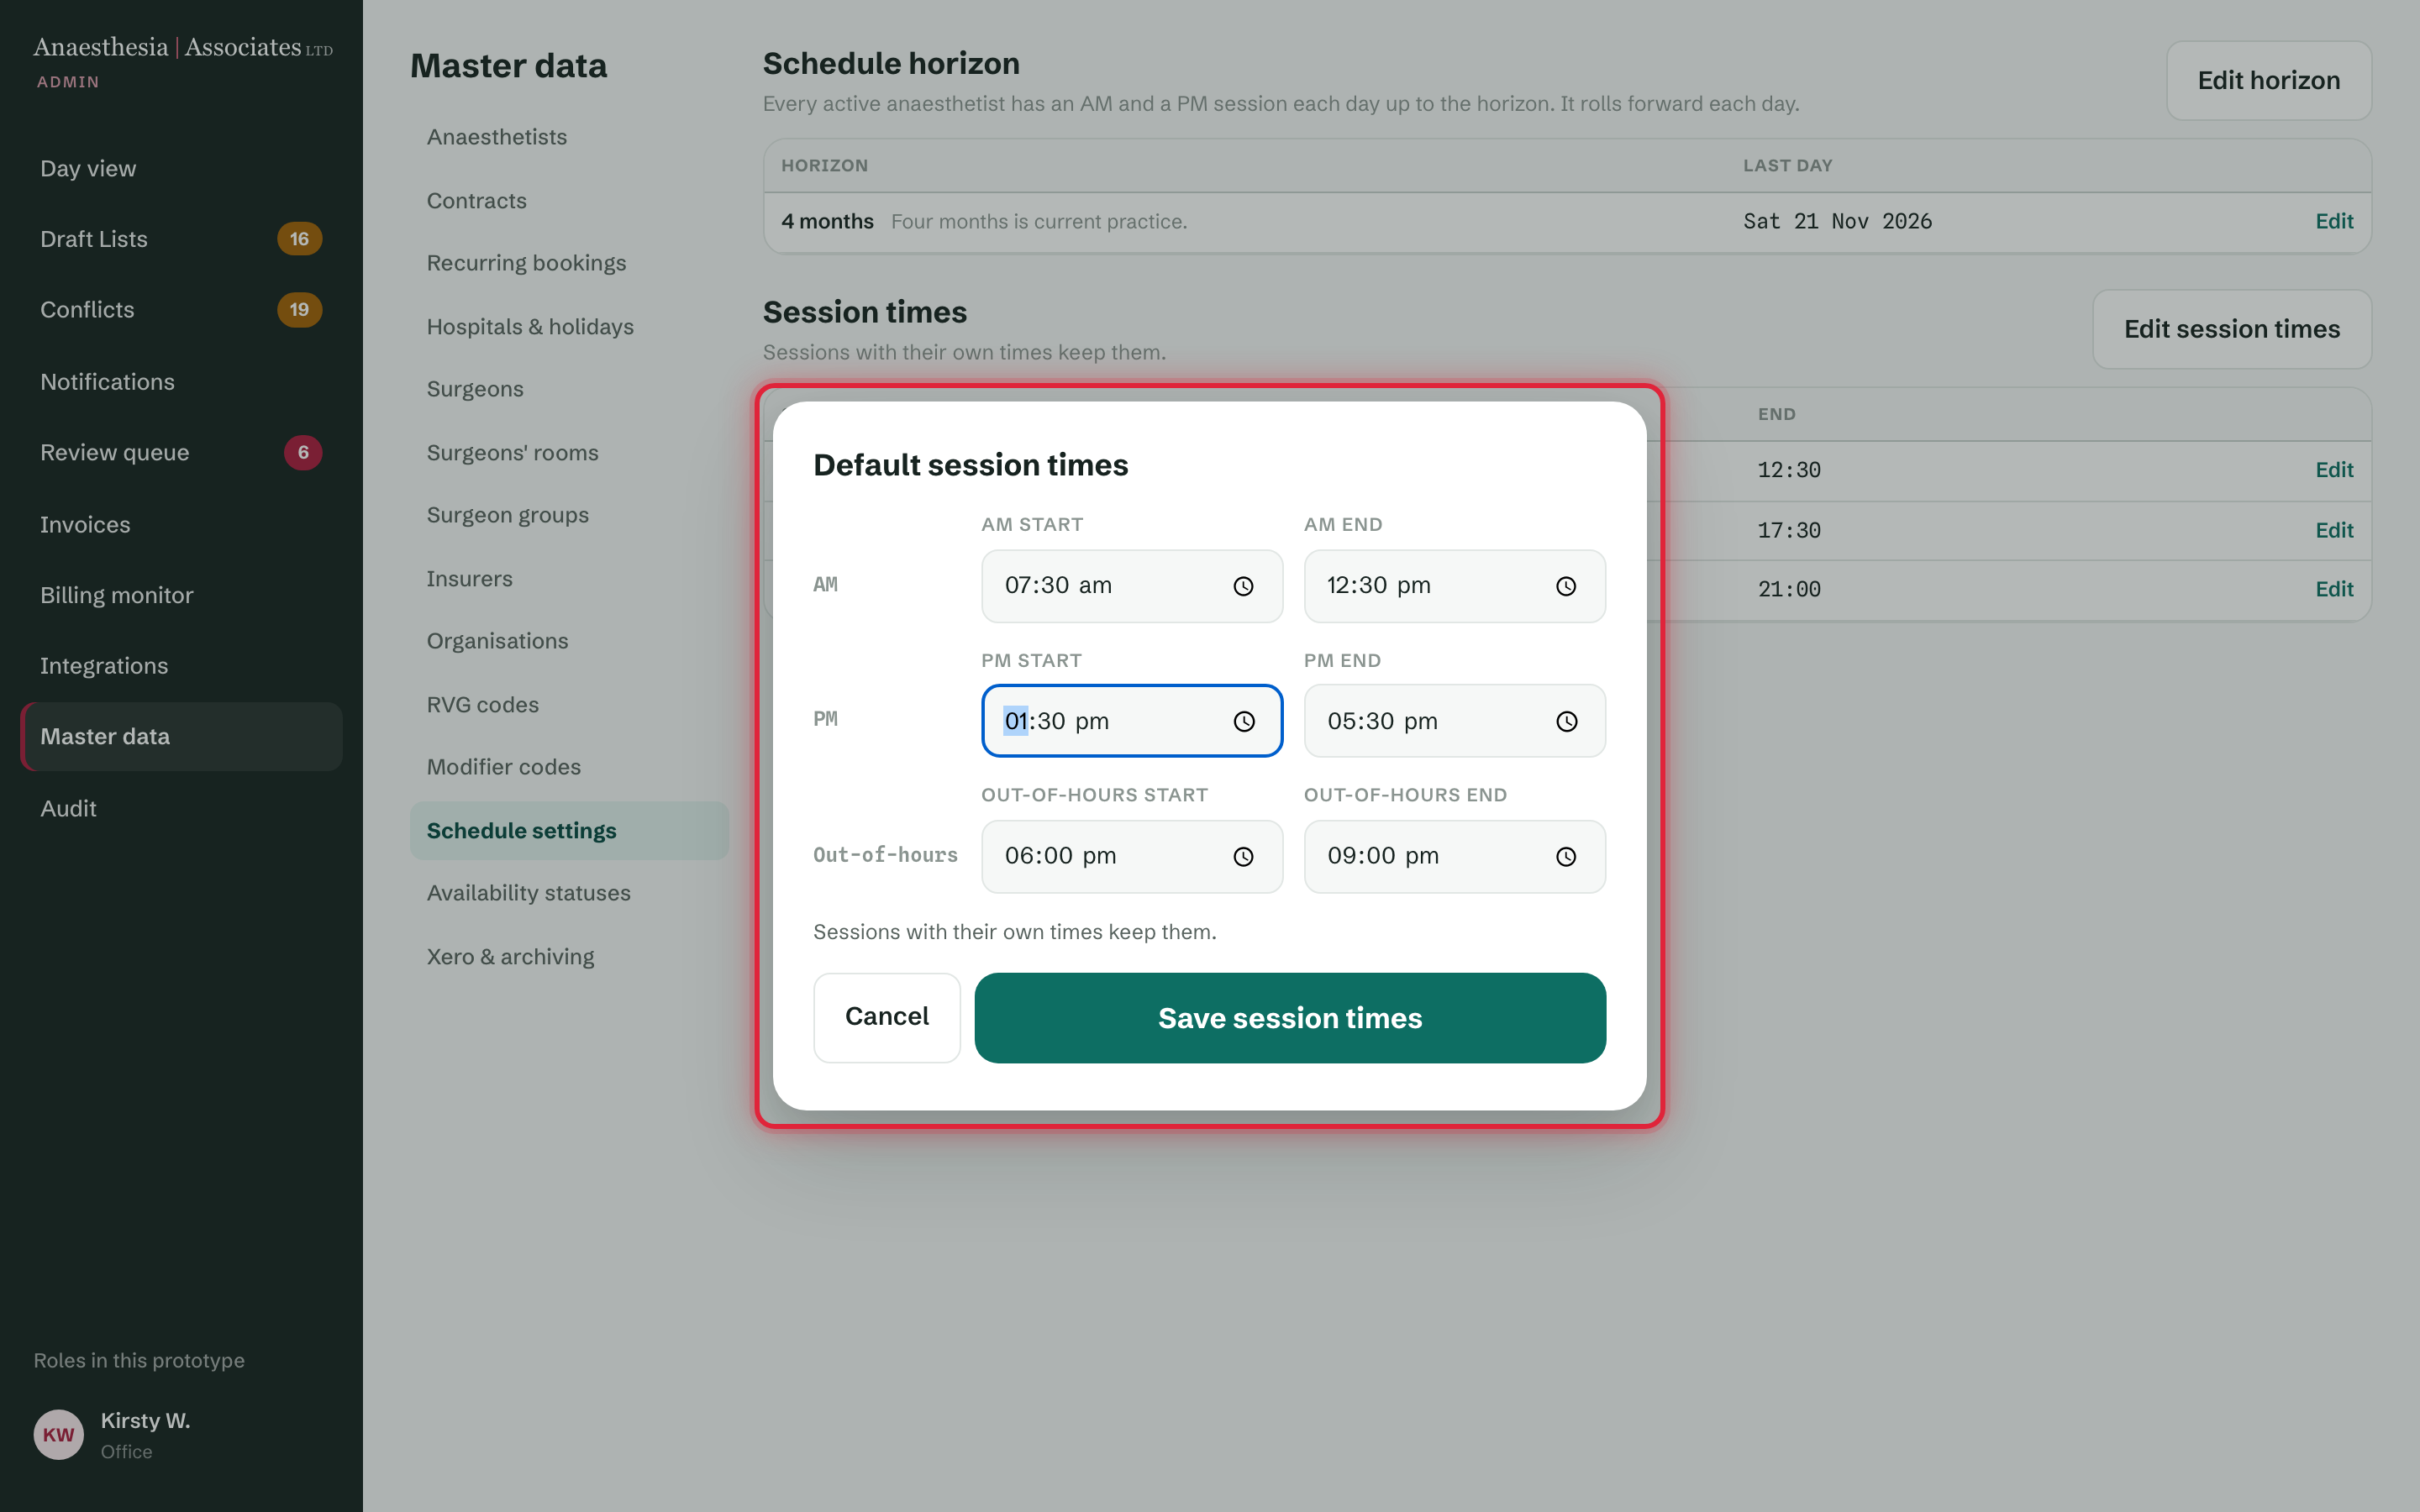 Anaesthesia | Associates LTD
ADMIN
Day view
Draft Lists 16
Conflicts 19
Notifications
Review queue 6
Invoices
Billing monitor
Integrations
Master data
Audit
Roles in this prototype
KW
Kirsty W.
Office
Master data
Anaesthetists
Contracts
Recurring bookings
Hospitals & holidays
Surgeons
Surgeons' rooms
Surgeon groups
Insurers
Organisations
RVG codes
Modifier codes
Schedule settings
Availability statuses
Xero & archiving
Schedule horizon
Every active anaesthetist has an AM and a PM session each day up to the horizon. It rolls forward each day.
Edit horizon
HORIZON LAST DAY
4 months Four months is current practice. Sat 21 Nov 2026 Edit
Session times
Sessions with their own times keep them.
Edit session times
END
12:30 Edit
17:30 Edit
21:00 Edit
Default session times
AM START AM END
AM 07:30 am 12:30 pm
PM START PM END
PM 01:30 pm 05:30 pm
OUT-OF-HOURS START OUT-OF-HOURS END
Out-of-hours 06:00 pm 09:00 pm
Sessions with their own times keep them.
Cancel Save session times